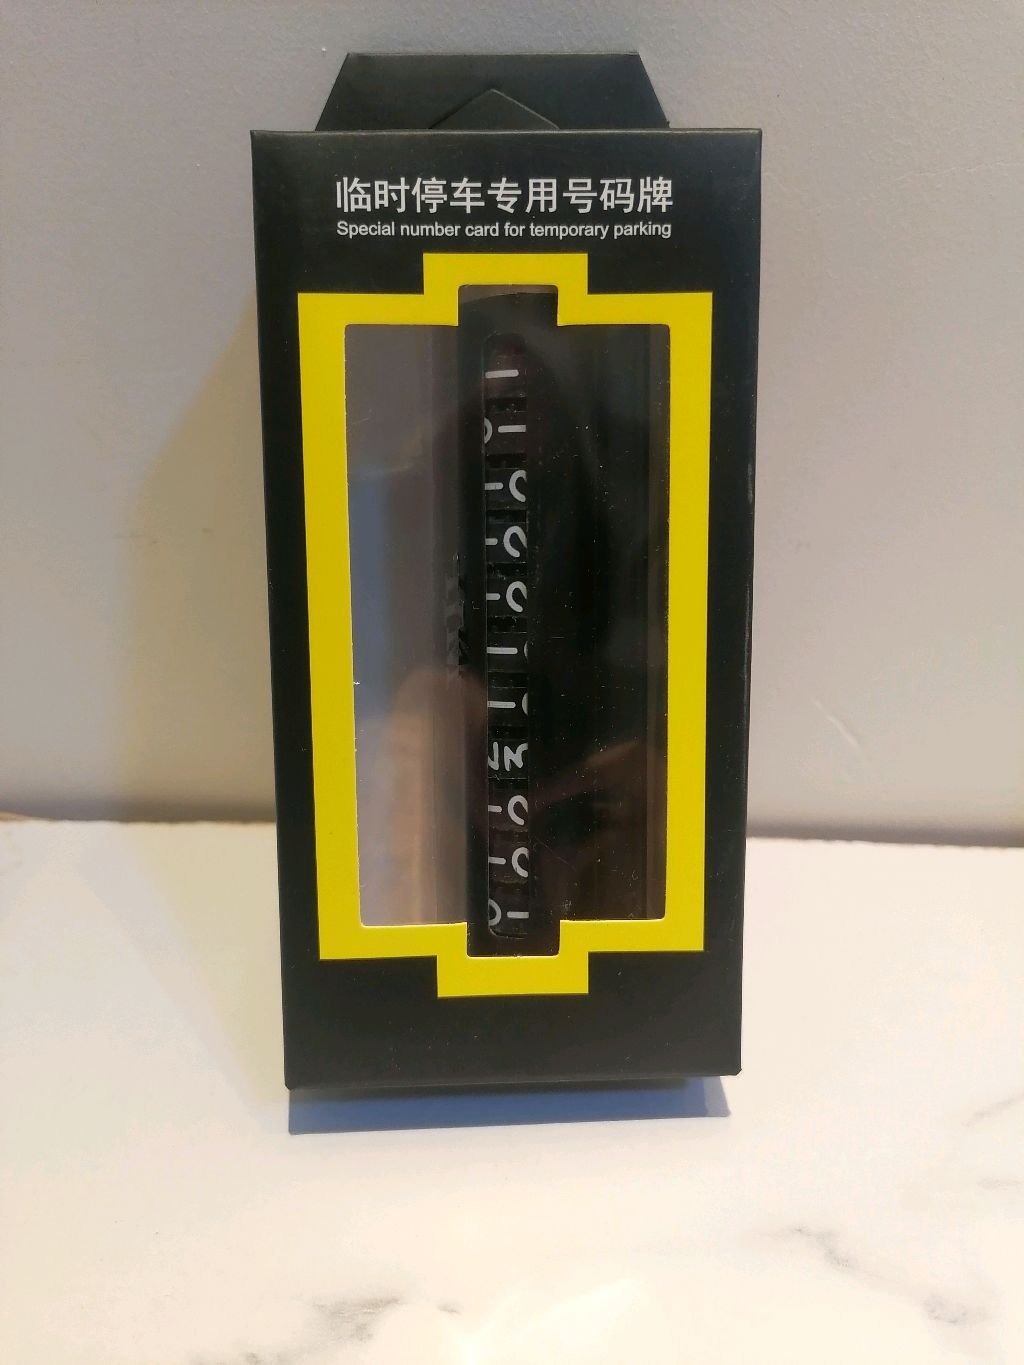 临时停车专用号码牌
Special number card for temporary parking